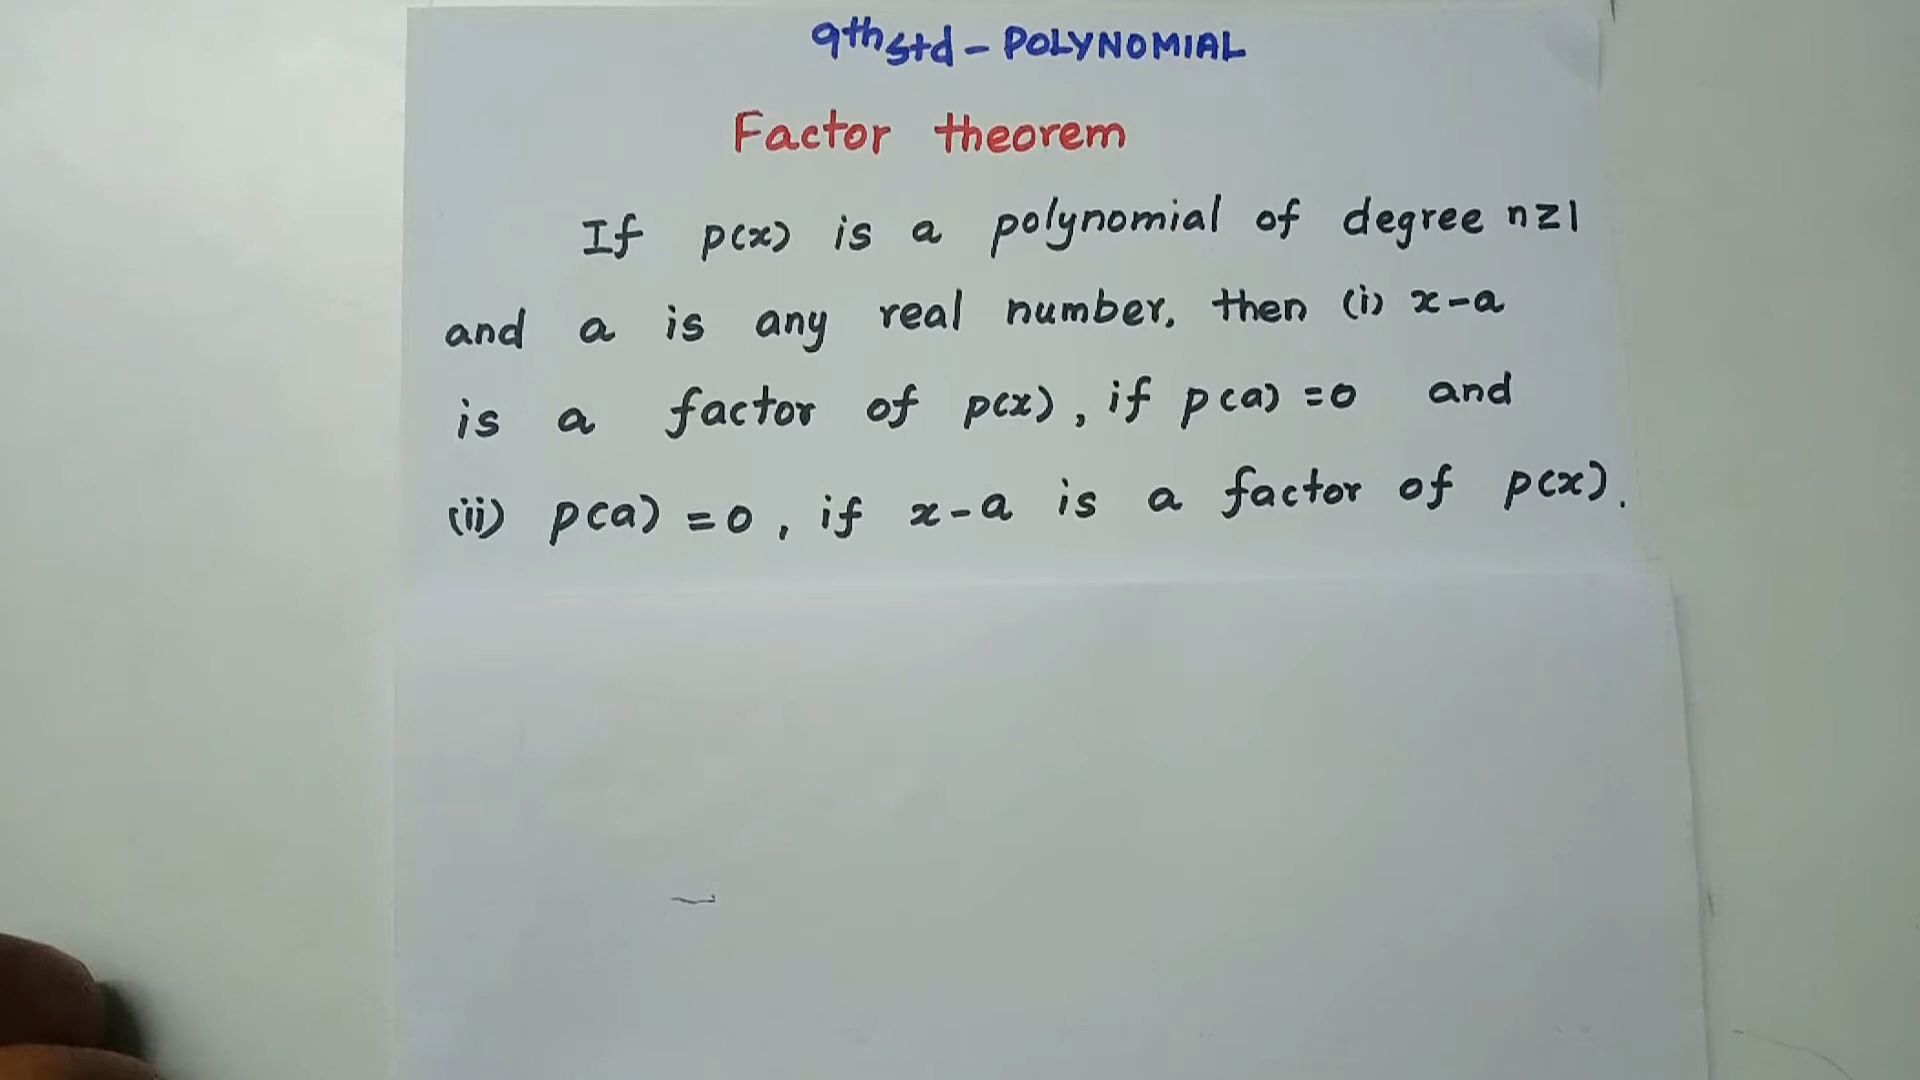 9th std - POLYNOMIAL
Factor theorem
If p(x) is a polynomial of degree n≥1
and a is any real number, then (i) x-a
is a factor of p(x), if p(a) =0 and
(ii) p(a) =0, if x-a is a factor of p(x).